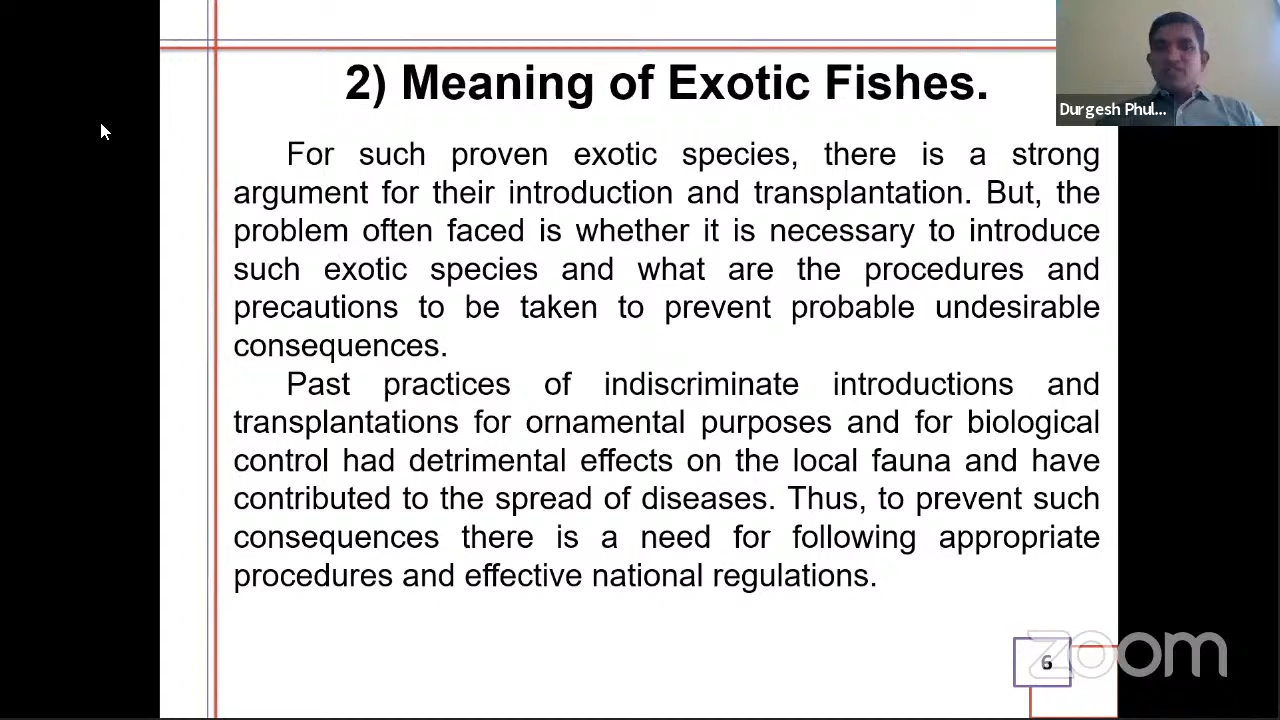 2) Meaning of Exotic Fishes.
Durgesh Phul...
For such proven exotic species, there is a strong
argument for their introduction and transplantation. But, the
problem often faced is whether it is necessary to introduce
such exotic species and what are the procedures and
precautions to be taken to prevent probable undesirable
consequences.
Past practices of indiscriminate introductions and
transplantations for ornamental purposes and for biological
control had detrimental effects on the local fauna and have
contributed to the spread of diseases. Thus, to prevent such
consequences there is a need for following appropriate
procedures and effective national regulations.
6
zoom